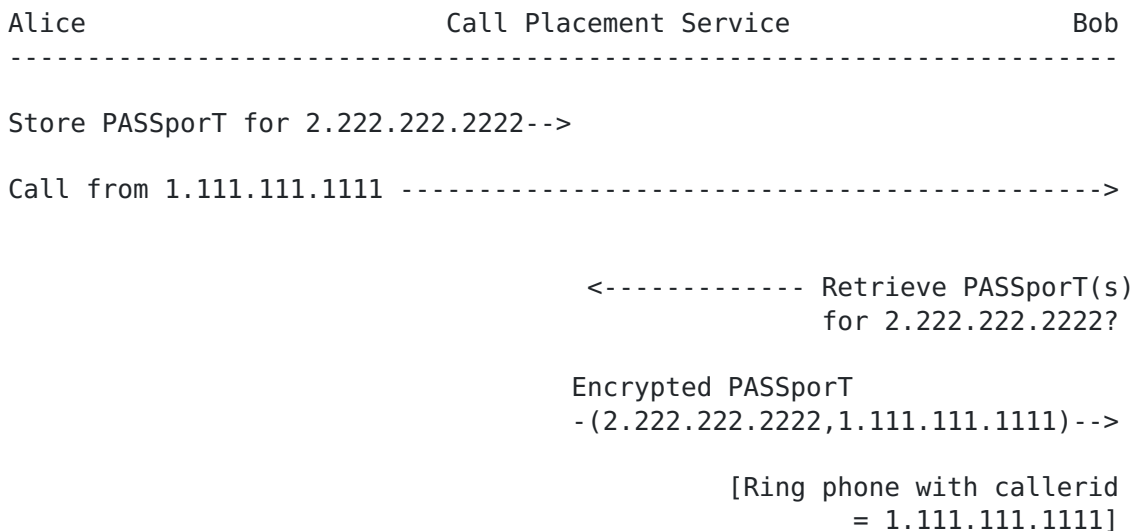 Alice                       Call Placement Service                  Bob
-----------------------------------------------------------------------
Store PASSporT for 2.222.222.2222-->
Call from 1.111.111.1111 --------------------------------------------->
<------------- Retrieve PASSporT(s)
for 2.222.222.2222?
Encrypted PASSporT
-(2.222.222.2222,1.111.111.1111)-->
[Ring phone with callerid
= 1.111.111.1111]